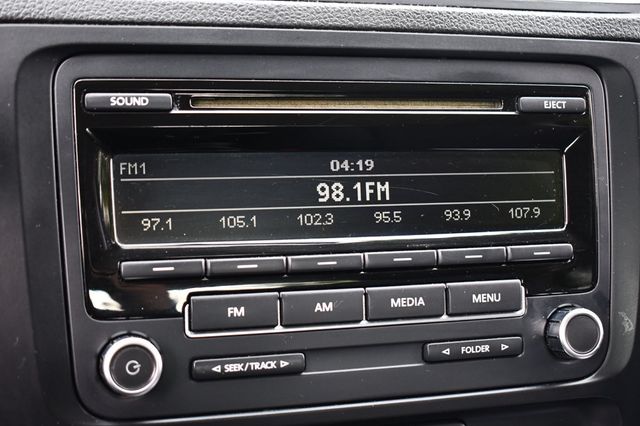 SOUND
EJECT
FM1 04:19
98.1FM
97.1 105.1 102.3 95.5 93.9 107.9
FM AM MEDIA MENU
◁ SEEK/TRACK ▷
◁ FOLDER ▷